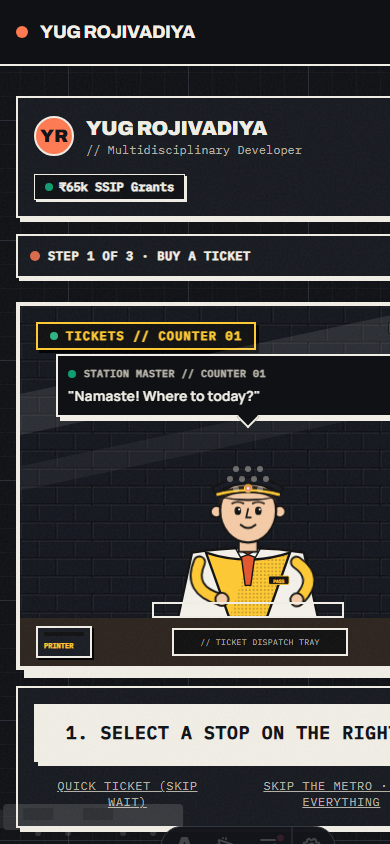 YUG ROJIVADIYA
YR
YUG ROJIVADIYA
// Multidisciplinary Developer
₹65k SSIP Grants
STEP 1 OF 3 · BUY A TICKET
TICKETS // COUNTER 01
STATION MASTER // COUNTER 01
"Namaste! Where to today?"
PASS
PRINTER
// TICKET DISPATCH TRAY
1. SELECT A STOP ON THE RIGHT
QUICK TICKET (SKIP
WAIT)
SKIP THE METRO ·
EVERYTHING